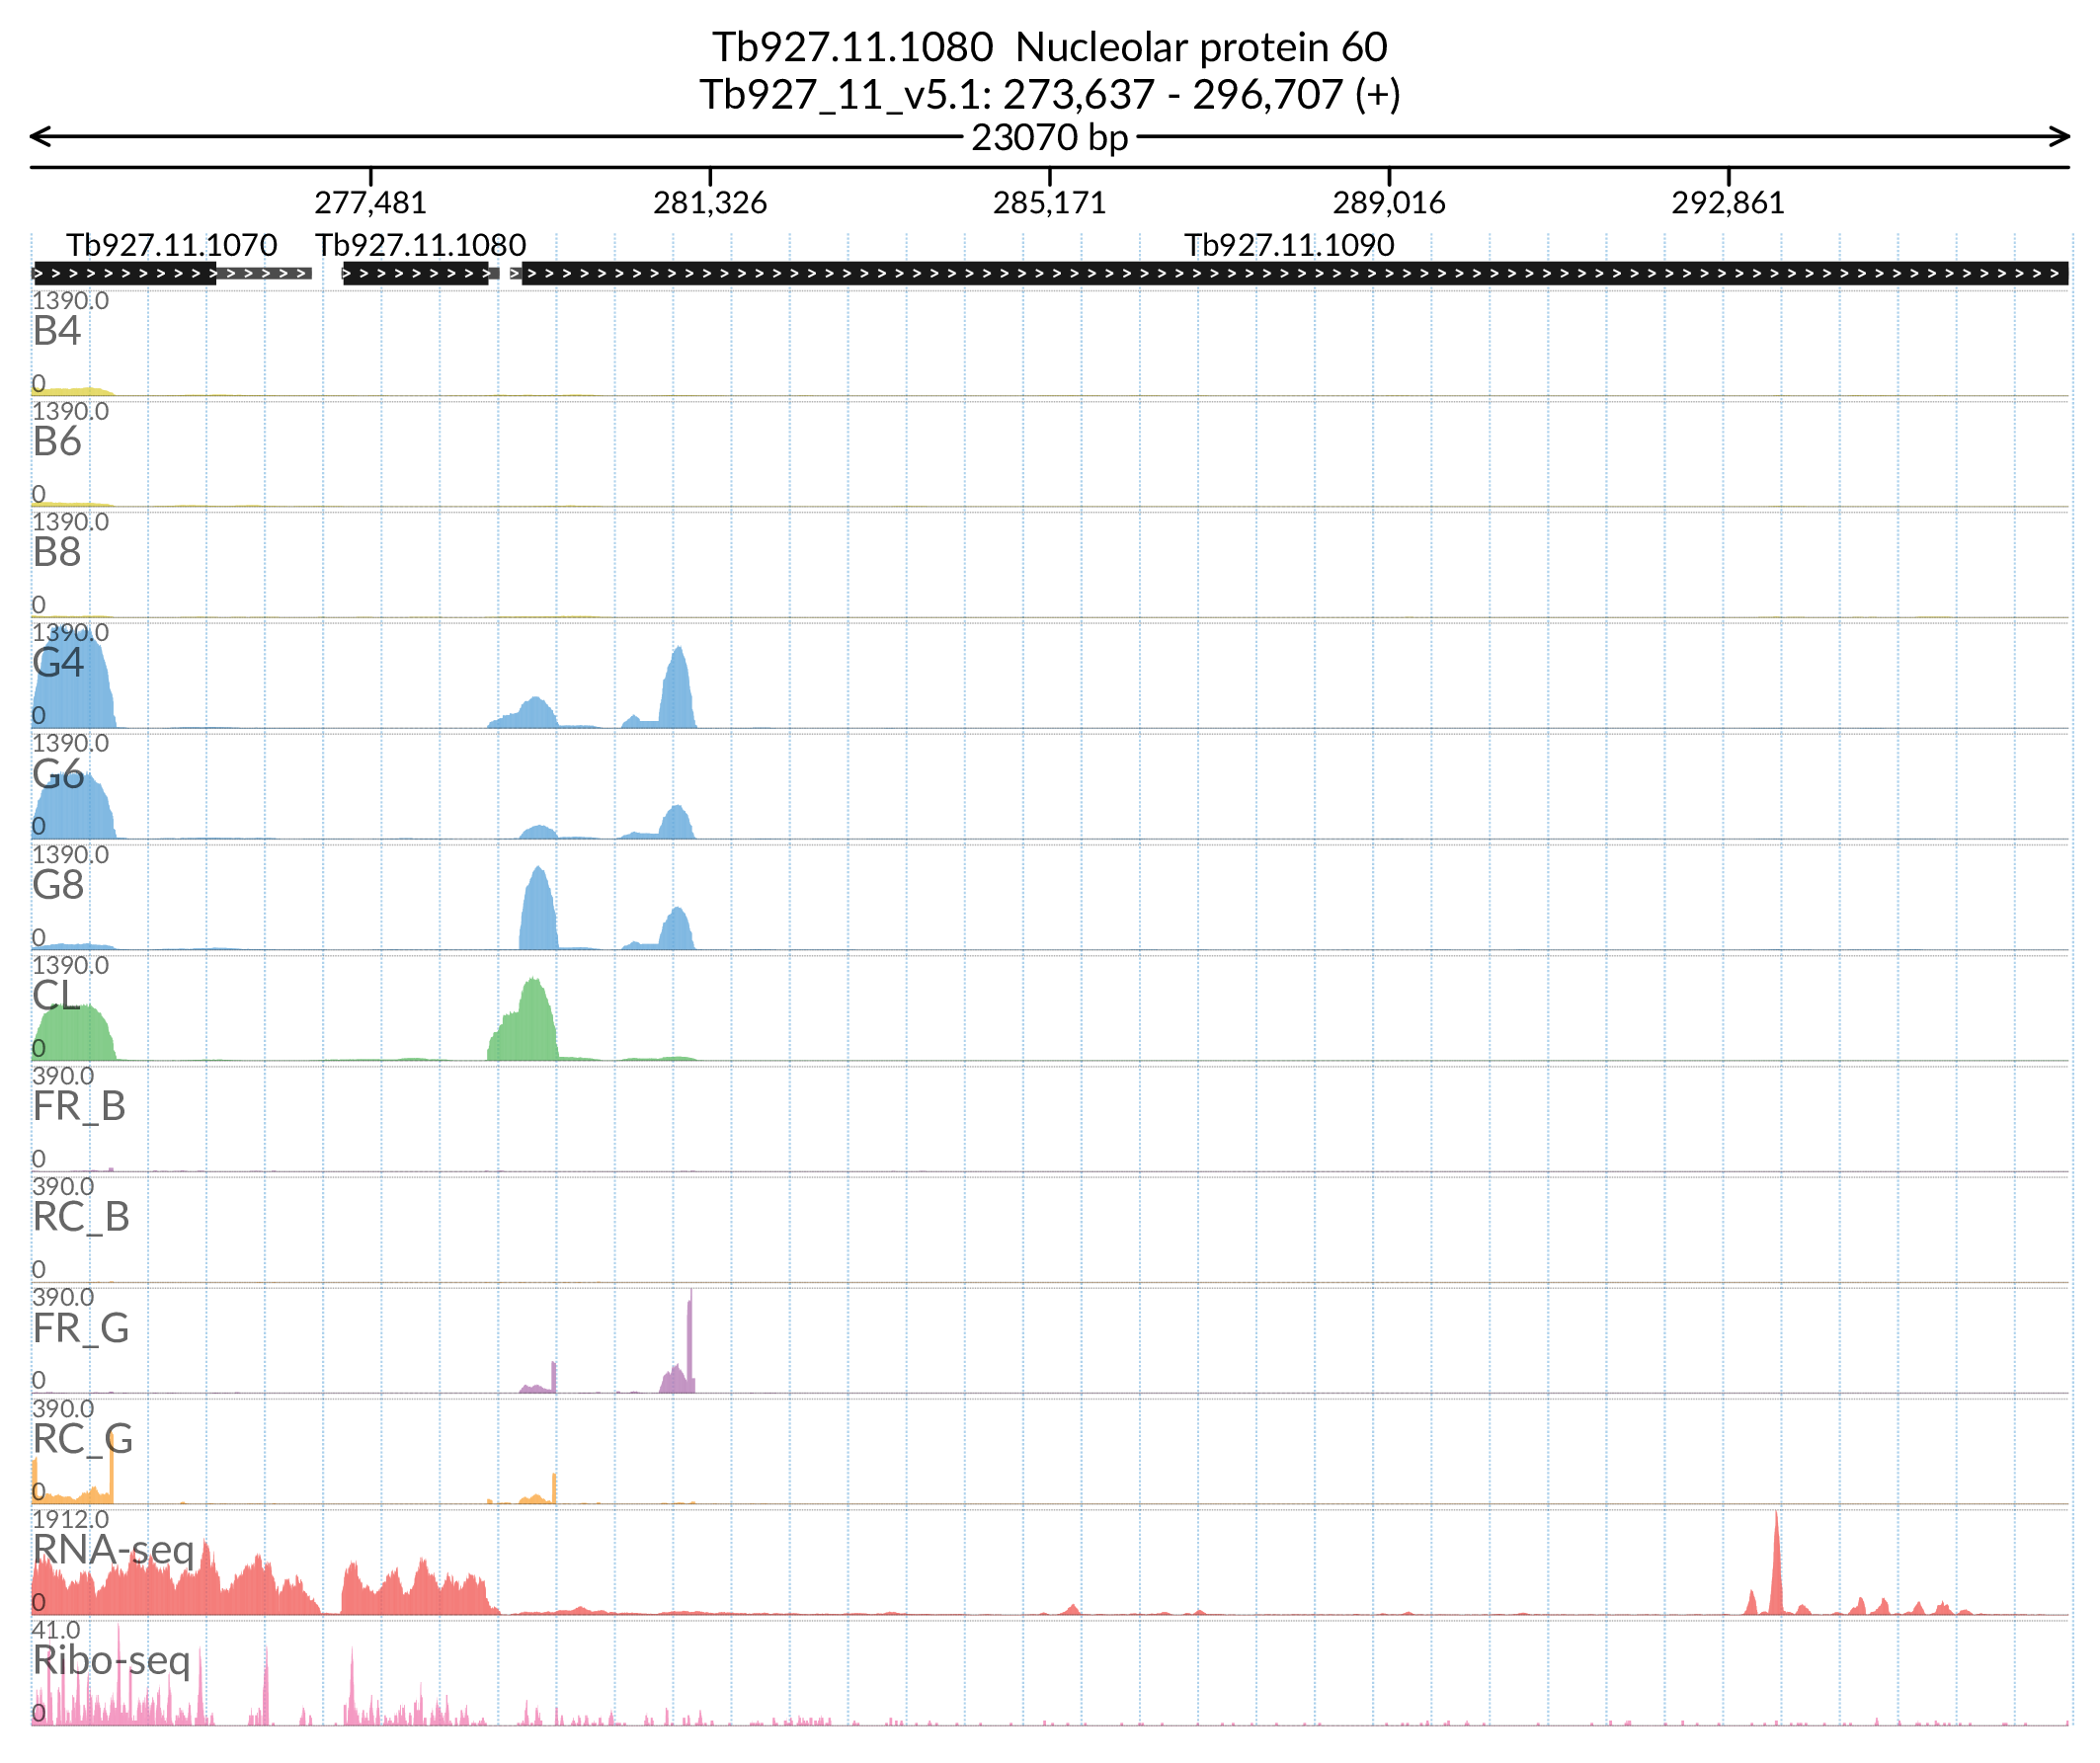 Tb927.11.1080  Nucleolar protein 60
Tb927_11_v5.1: 273,637 - 296,707 (+)
23070 bp
277,481 281,326 285,171 289,016 292,861
Tb927.11.1070 Tb927.11.1080 Tb927.11.1090
1390.0
B4
0
1390.0
B6
0
1390.0
B8
0
1390.0
G4
0
1390.0
G6
0
1390.0
G8
0
1390.0
CL
0
390.0
FR_B
0
390.0
RC_B
0
390.0
FR_G
0
390.0
RC_G
0
1912.0
RNA-seq
0
41.0
Ribo-seq
0